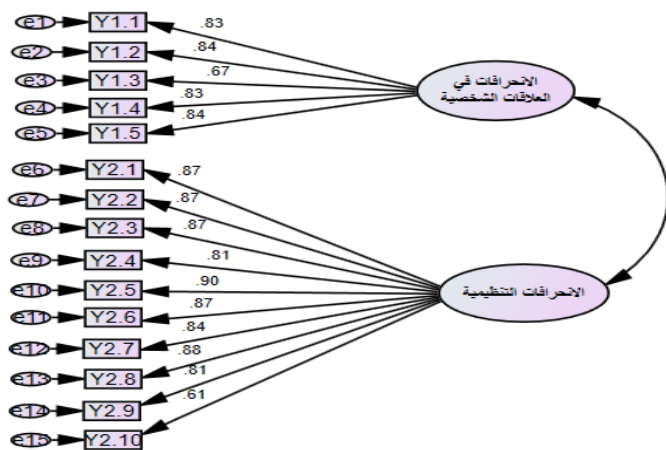 e1 Y1.1 .83
e2 Y1.2 .84
e3 Y1.3 .67
e4 Y1.4 .83
e5 Y1.5 .84
الانحرافات في
العلاقات الشخصية
e6 Y2.1 .87
e7 Y2.2 .87
e8 Y2.3 .87
e9 Y2.4 .81
e10 Y2.5 .90
e11 Y2.6 .87
e12 Y2.7 .84
e13 Y2.8 .88
e14 Y2.9 .81
e15 Y2.10 .61
الانحرافات التنظيمية